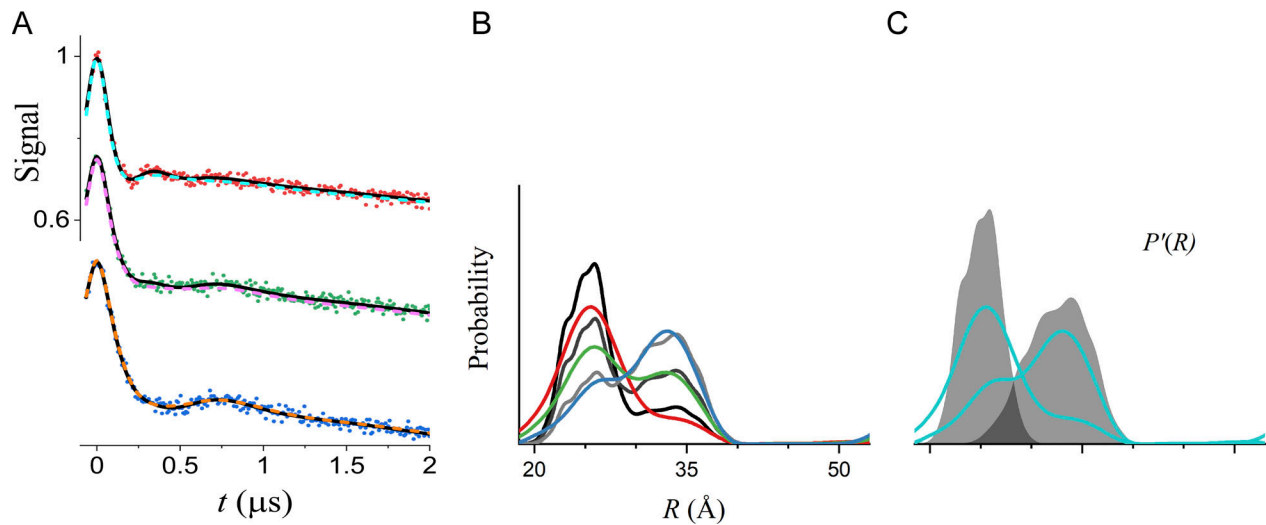 A
Signal
1
0.6
0
0.5
1
1.5
2
t (μs)
B
Probability
20
35
50
R (Å)
C
P'(R)